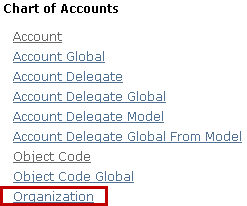 Chart of Accounts
Account
Account Global
Account Delegate
Account Delegate Global
Account Delegate Model
Account Delegate Global From Model
Object Code
Object Code Global
Organization